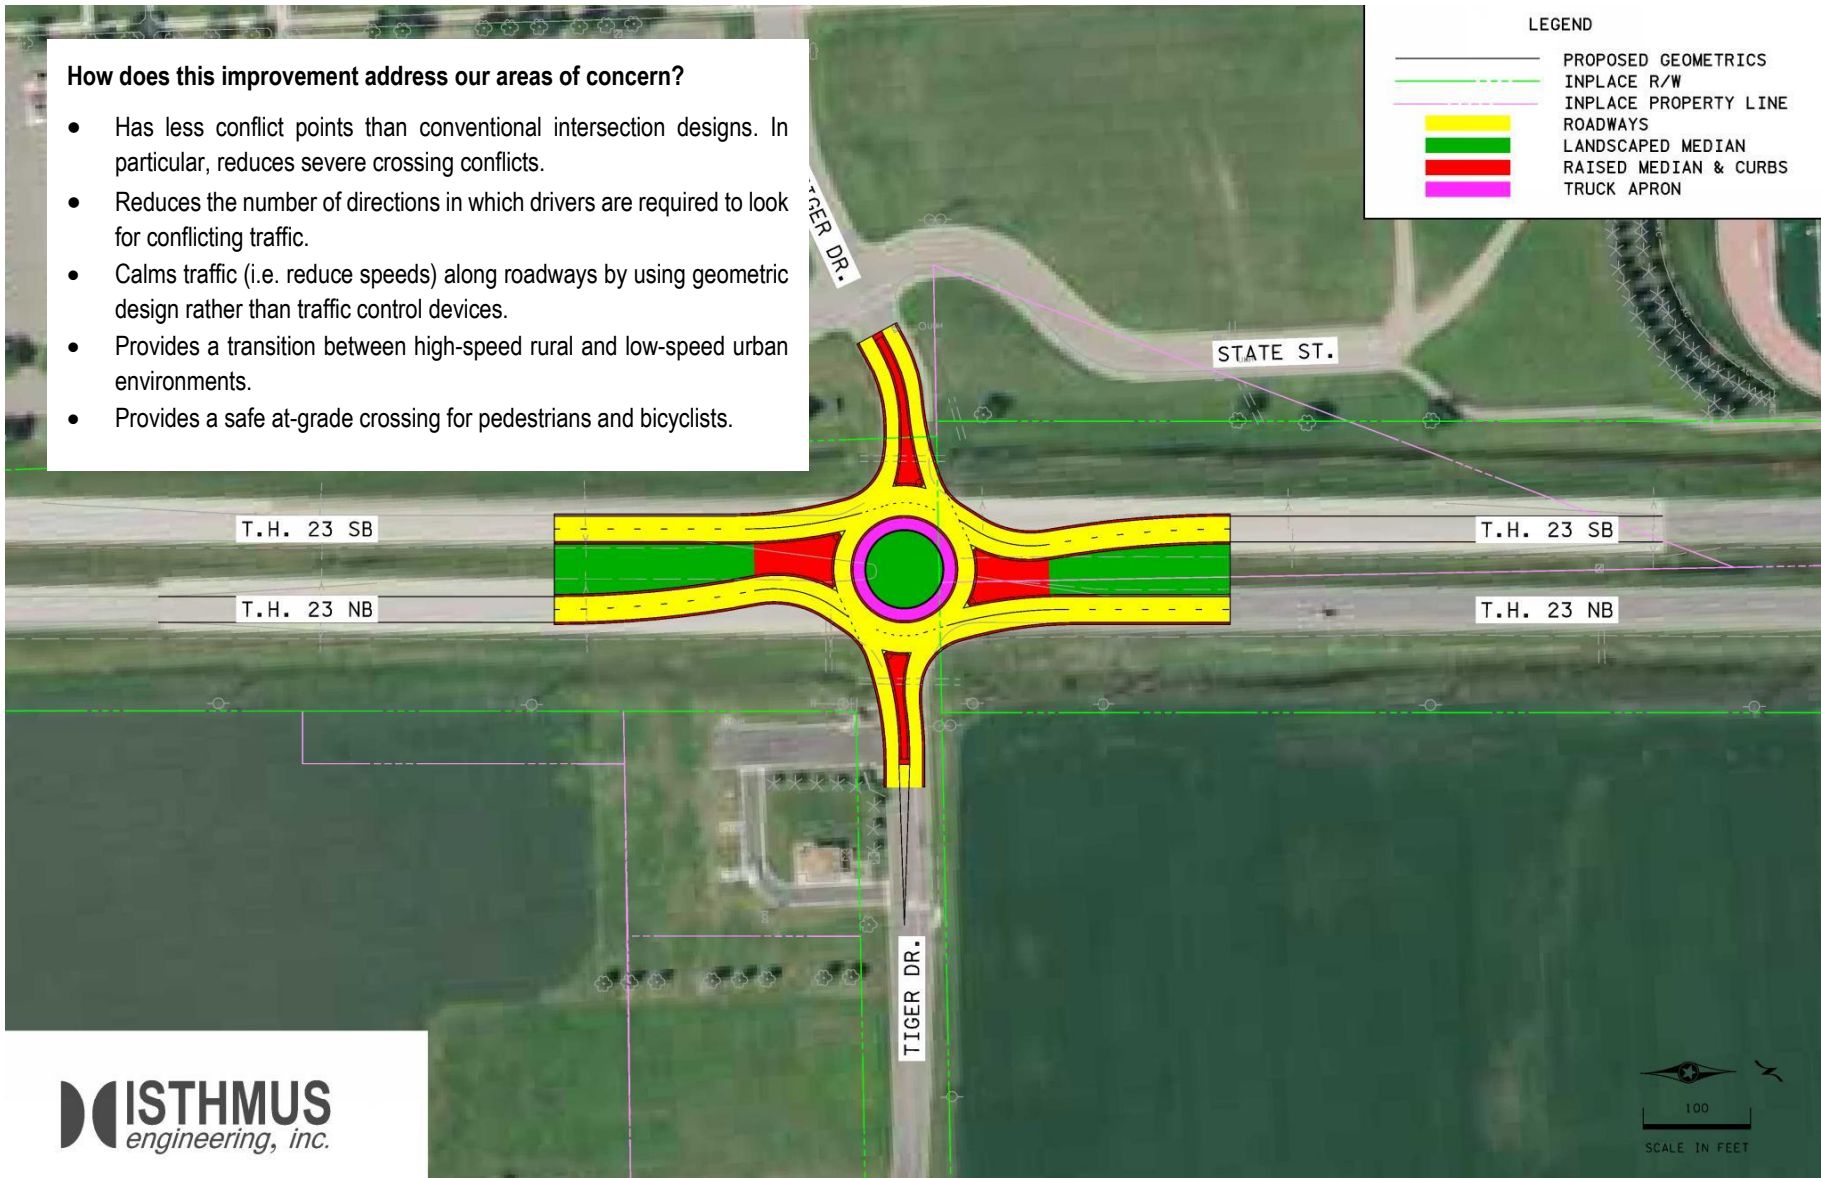 How does this improvement address our areas of concern?
• Has less conflict points than conventional intersection designs. In
particular, reduces severe crossing conflicts.
• Reduces the number of directions in which drivers are required to look
for conflicting traffic.
• Calms traffic (i.e. reduce speeds) along roadways by using geometric
design rather than traffic control devices.
• Provides a transition between high-speed rural and low-speed urban
environments.
• Provides a safe at-grade crossing for pedestrians and bicyclists.
LEGEND
PROPOSED GEOMETRICS
INPLACE R/W
INPLACE PROPERTY LINE
ROADWAYS
LANDSCAPED MEDIAN
RAISED MEDIAN & CURBS
TRUCK APRON
TIGER DR.
STATE ST.
T.H. 23 SB
T.H. 23 SB
T.H. 23 NB
T.H. 23 NB
TIGER DR.
ISTHMUS
engineering, inc.
100
SCALE IN FEET